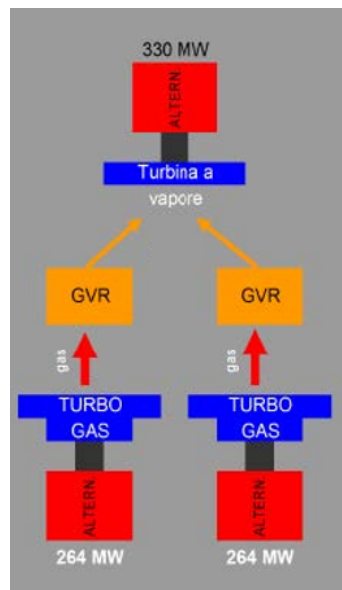 330 MW
ALTERN.
Turbina a
vapore
GVR
GVR
gas
gas
TURBO
GAS
TURBO
GAS
ALTERN.
ALTERN.
264 MW
264 MW